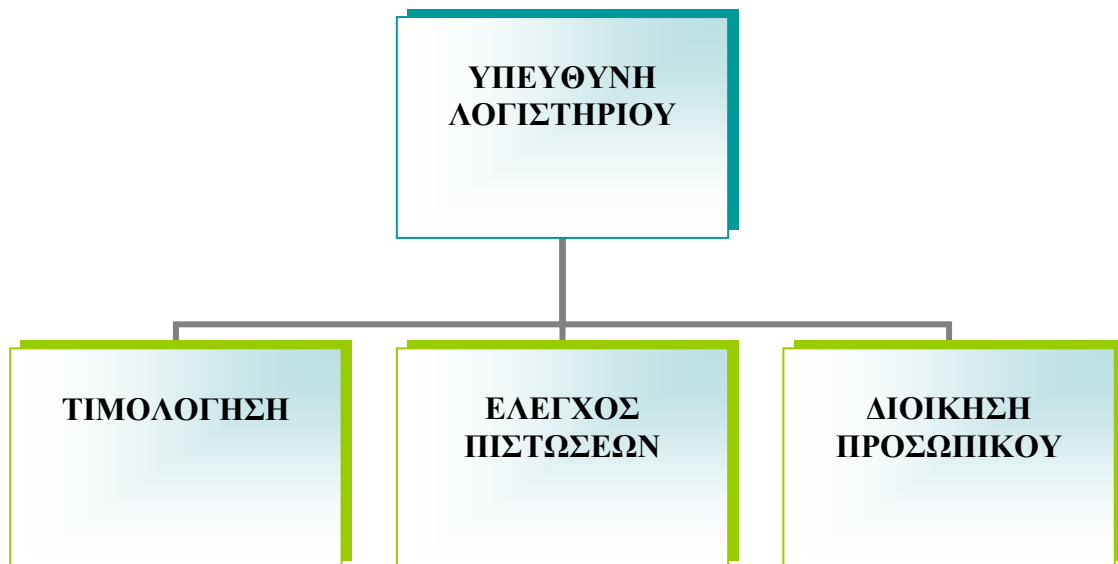 ΥΠΕΥΘΥΝΗ
ΛΟΓΙΣΤΗΡΙΟΥ
ΤΙΜΟΛΟΓΗΣΗ
ΕΛΕΓΧΟΣ
ΠΙΣΤΩΣΕΩΝ
ΔΙΟΙΚΗΣΗ
ΠΡΟΣΩΠΙΚΟΥ